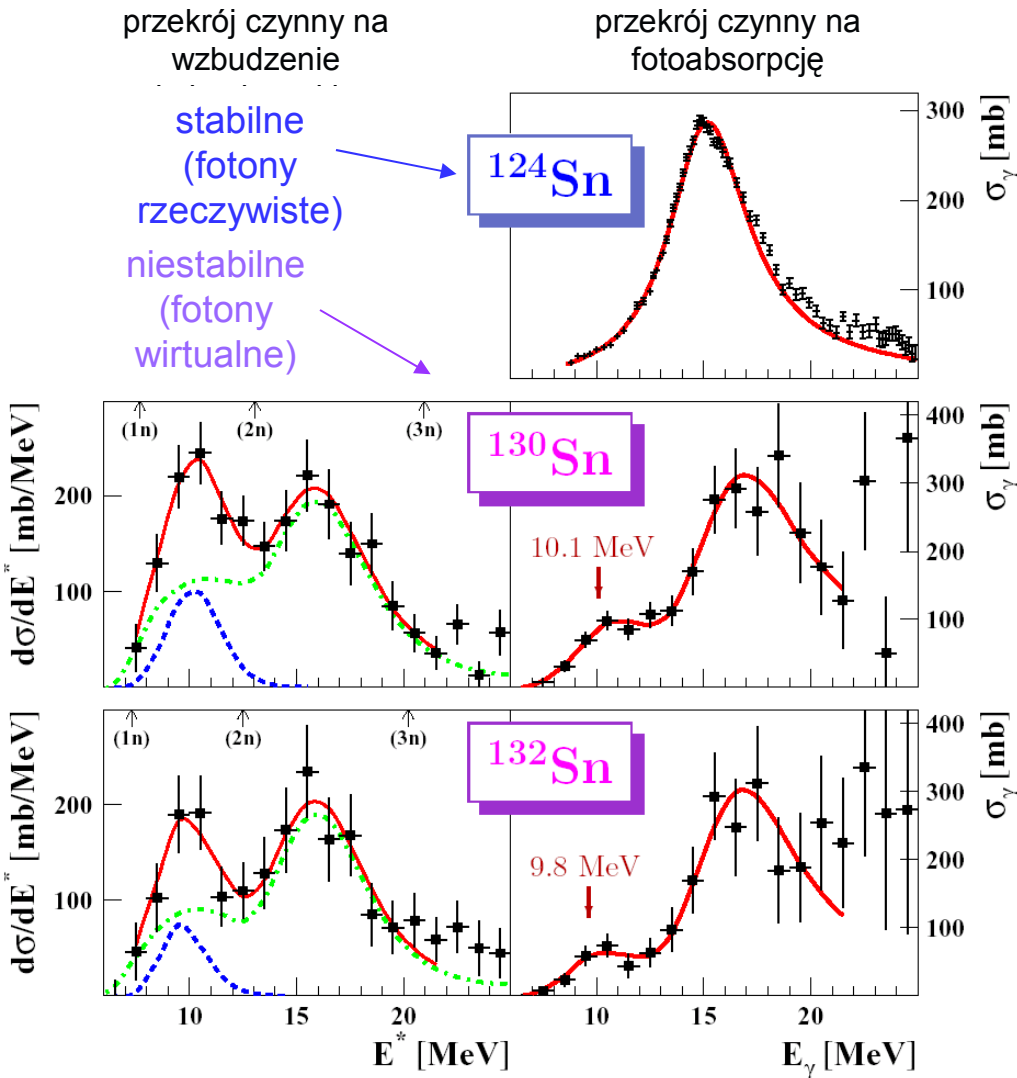 przekrój czynny na
wzbudzenie
przekrój czynny na
fotoabsorpcję
stabilne
(fotony
rzeczywiste)
niestabilne
(fotony
wirtualne)
¹²⁴Sn
300
200
100
σγ [mb]
(1n) (2n) (3n)
200
100
dσ/dE* [mb/MeV]
¹³⁰Sn
10.1 MeV
400
300
200
100
σγ [mb]
(1n) (2n) (3n)
200
100
dσ/dE* [mb/MeV]
¹³²Sn
9.8 MeV
400
300
200
100
σγ [mb]
10 15 20
E* [MeV]
10 15 20
Eγ [MeV]